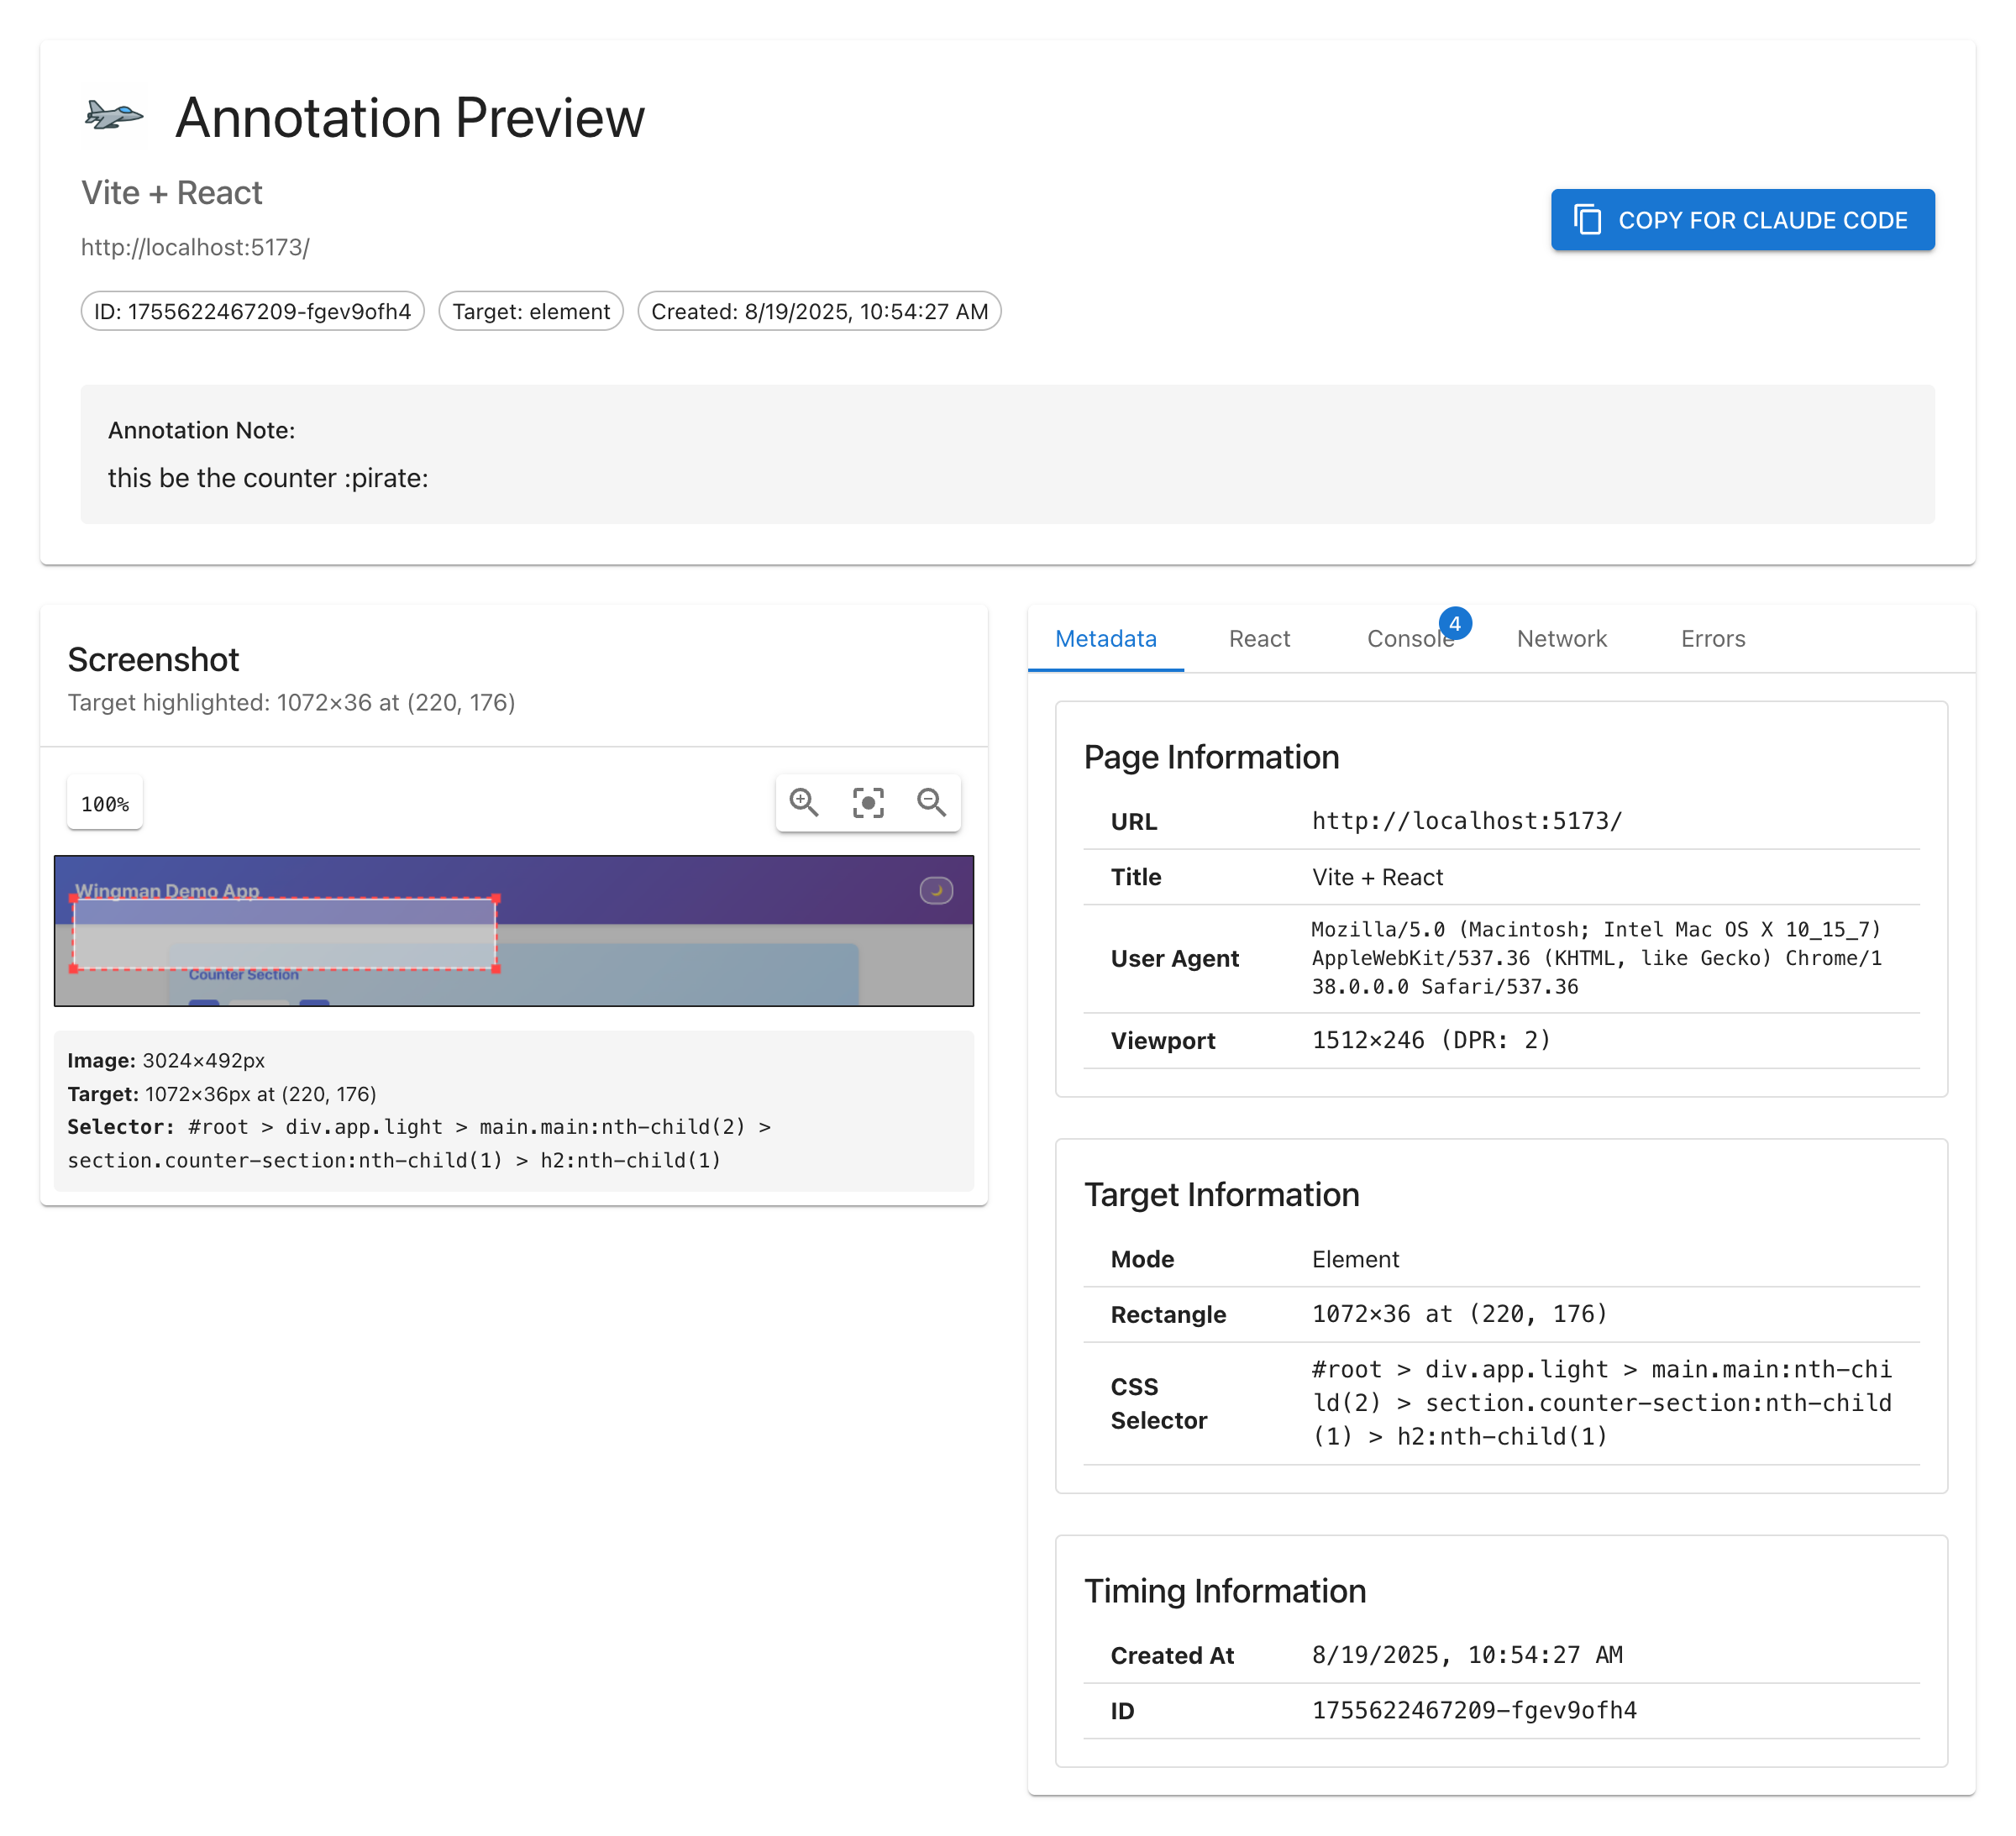 Annotation Preview
Vite + React
http://localhost:5173/
COPY FOR CLAUDE CODE
ID: 1755622467209-fgev9ofh4
Target: element
Created: 8/19/2025, 10:54:27 AM
Annotation Note:
this be the counter :pirate:
Screenshot
Target highlighted: 1072×36 at (220, 176)
100%
Wingman Demo App
Counter Section
Image: 3024×492px
Target: 1072×36px at (220, 176)
Selector: #root > div.app.light > main.main:nth-child(2) >
section.counter-section:nth-child(1) > h2:nth-child(1)
Metadata
React
Console
4
Network
Errors
Page Information
URL
http://localhost:5173/
Title
Vite + React
User Agent
Mozilla/5.0 (Macintosh; Intel Mac OS X 10_15_7)
AppleWebKit/537.36 (KHTML, like Gecko) Chrome/1
38.0.0.0 Safari/537.36
Viewport
1512×246 (DPR: 2)
Target Information
Mode
Element
Rectangle
1072×36 at (220, 176)
CSS
Selector
#root > div.app.light > main.main:nth-chi
ld(2) > section.counter-section:nth-child
(1) > h2:nth-child(1)
Timing Information
Created At
8/19/2025, 10:54:27 AM
ID
1755622467209-fgev9ofh4